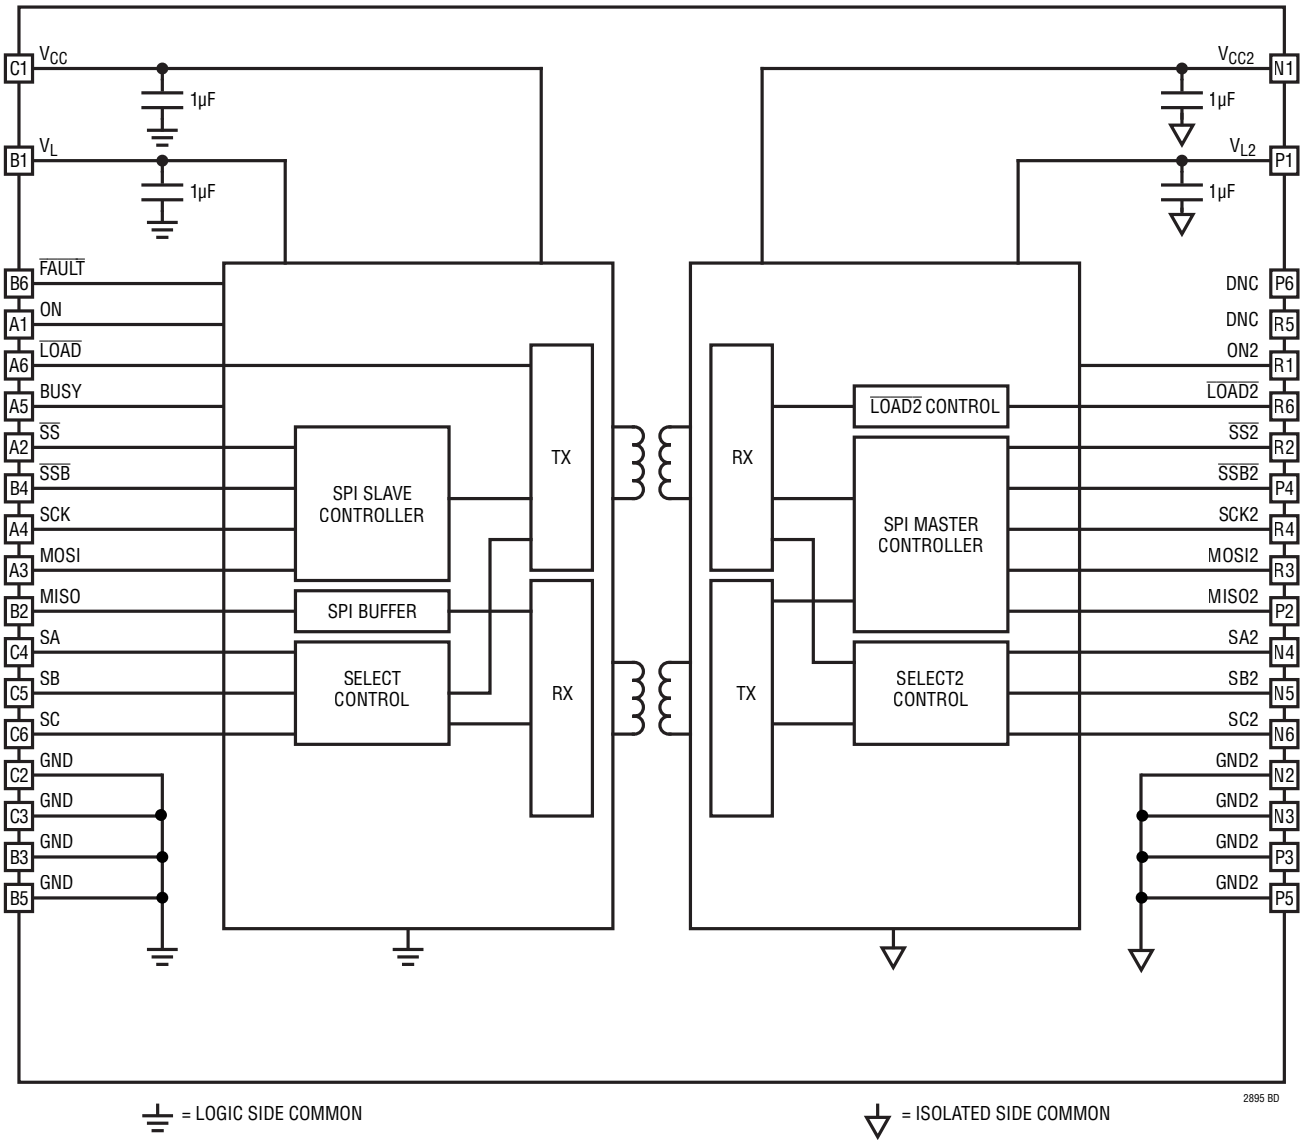 C1 VCC
1µF
B1 VL
1µF
B6 FAULT
A1 ON
A6 LOAD
A5 BUSY
A2 SS
B4 SSB
A4 SCK
A3 MOSI
B2 MISO
C4 SA
C5 SB
C6 SC
C2 GND
C3 GND
B3 GND
B5 GND
SPI SLAVE
CONTROLLER
SPI BUFFER
SELECT
CONTROL
TX
RX
RX
TX
LOAD2 CONTROL
SPI MASTER
CONTROLLER
SELECT2
CONTROL
VCC2 N1
1µF
VL2 P1
1µF
DNC P6
DNC R5
ON2 R1
LOAD2 R6
SS2 R2
SSB2 P4
SCK2 R4
MOSI2 R3
MISO2 P2
SA2 N4
SB2 N5
SC2 N6
GND2 N2
GND2 N3
GND2 P3
GND2 P5
2895 BD
= LOGIC SIDE COMMON
= ISOLATED SIDE COMMON